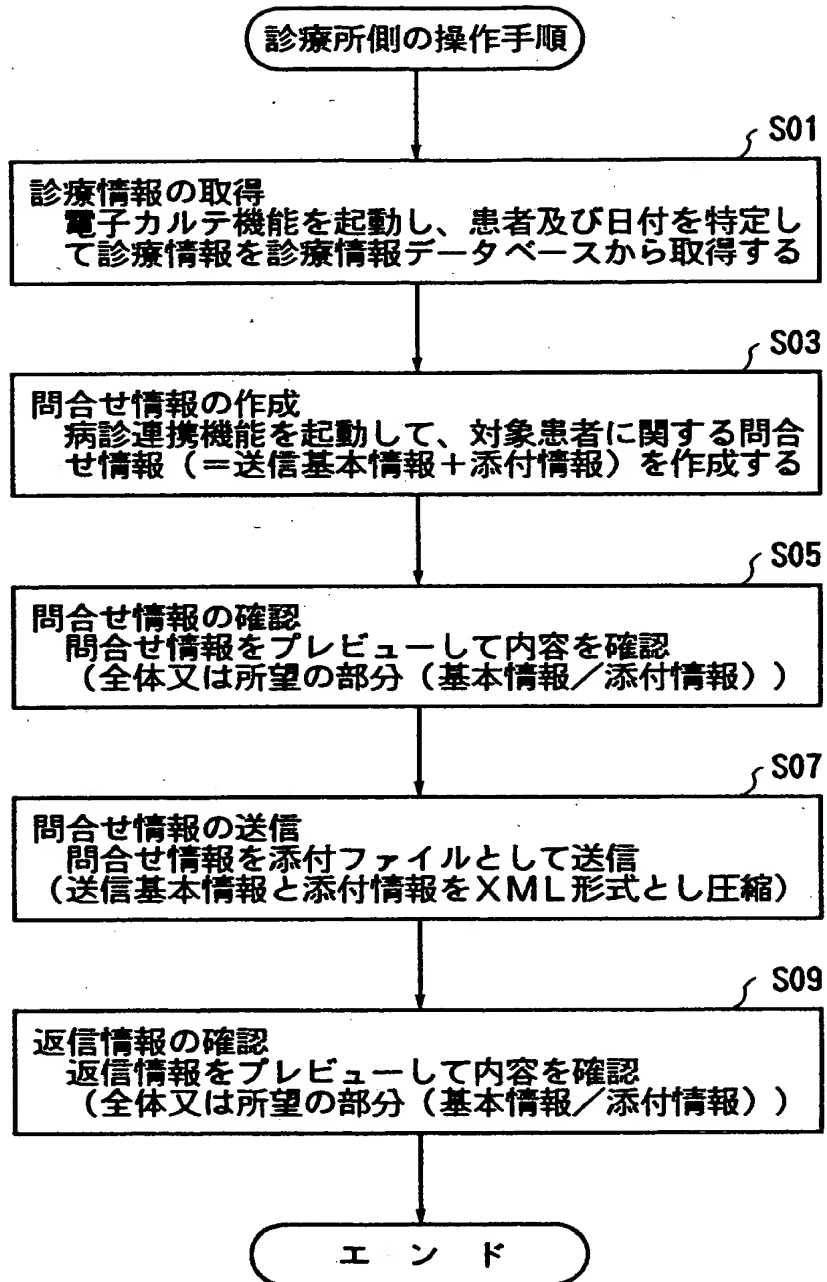 診療所側の操作手順
S01
診療情報の取得
電子カルテ機能を起動し、患者及び日付を特定し
て診療情報を診療情報データベースから取得する
S03
問合せ情報の作成
病診連携機能を起動して、対象患者に関する問合
せ情報(=送信基本情報+添付情報)を作成する
S05
問合せ情報の確認
問合せ情報をプレビューして内容を確認
(全体又は所望の部分(基本情報/添付情報))
S07
問合せ情報の送信
問合せ情報を添付ファイルとして送信
(送信基本情報と添付情報をXML形式とし圧縮)
S09
返信情報の確認
返信情報をプレビューして内容を確認
(全体又は所望の部分(基本情報/添付情報))
エンド